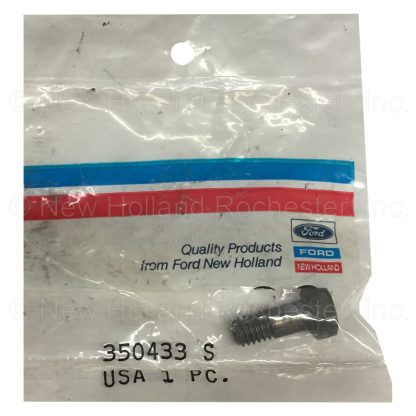 © New Holland Rochester, Inc.
© New Holland Rochester, Inc.
Ford
Quality Products
from Ford New Holland
FORD
NEW HOLLAND
350433 S
USA 1 PC.